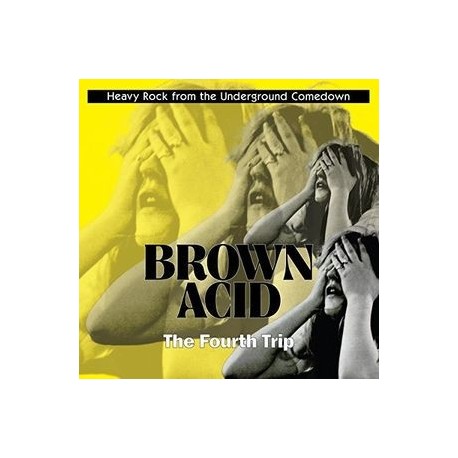 Heavy Rock from the Underground Comedown
BROWN
ACID
The Fourth Trip